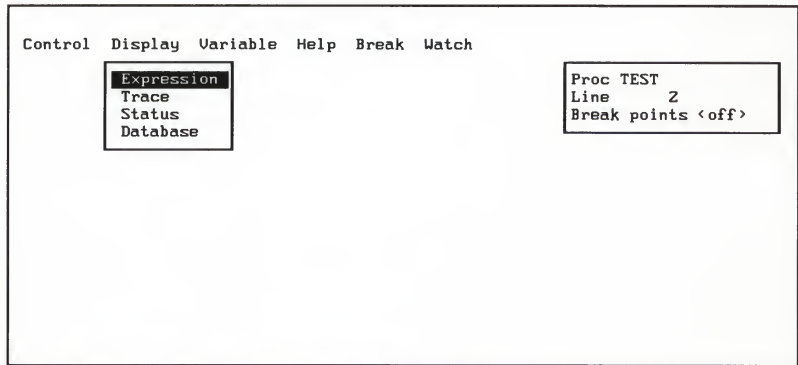 Control Display Variable Help Break Watch
Expression
Trace
Status
Database
Proc TEST
Line 2
Break points <off>